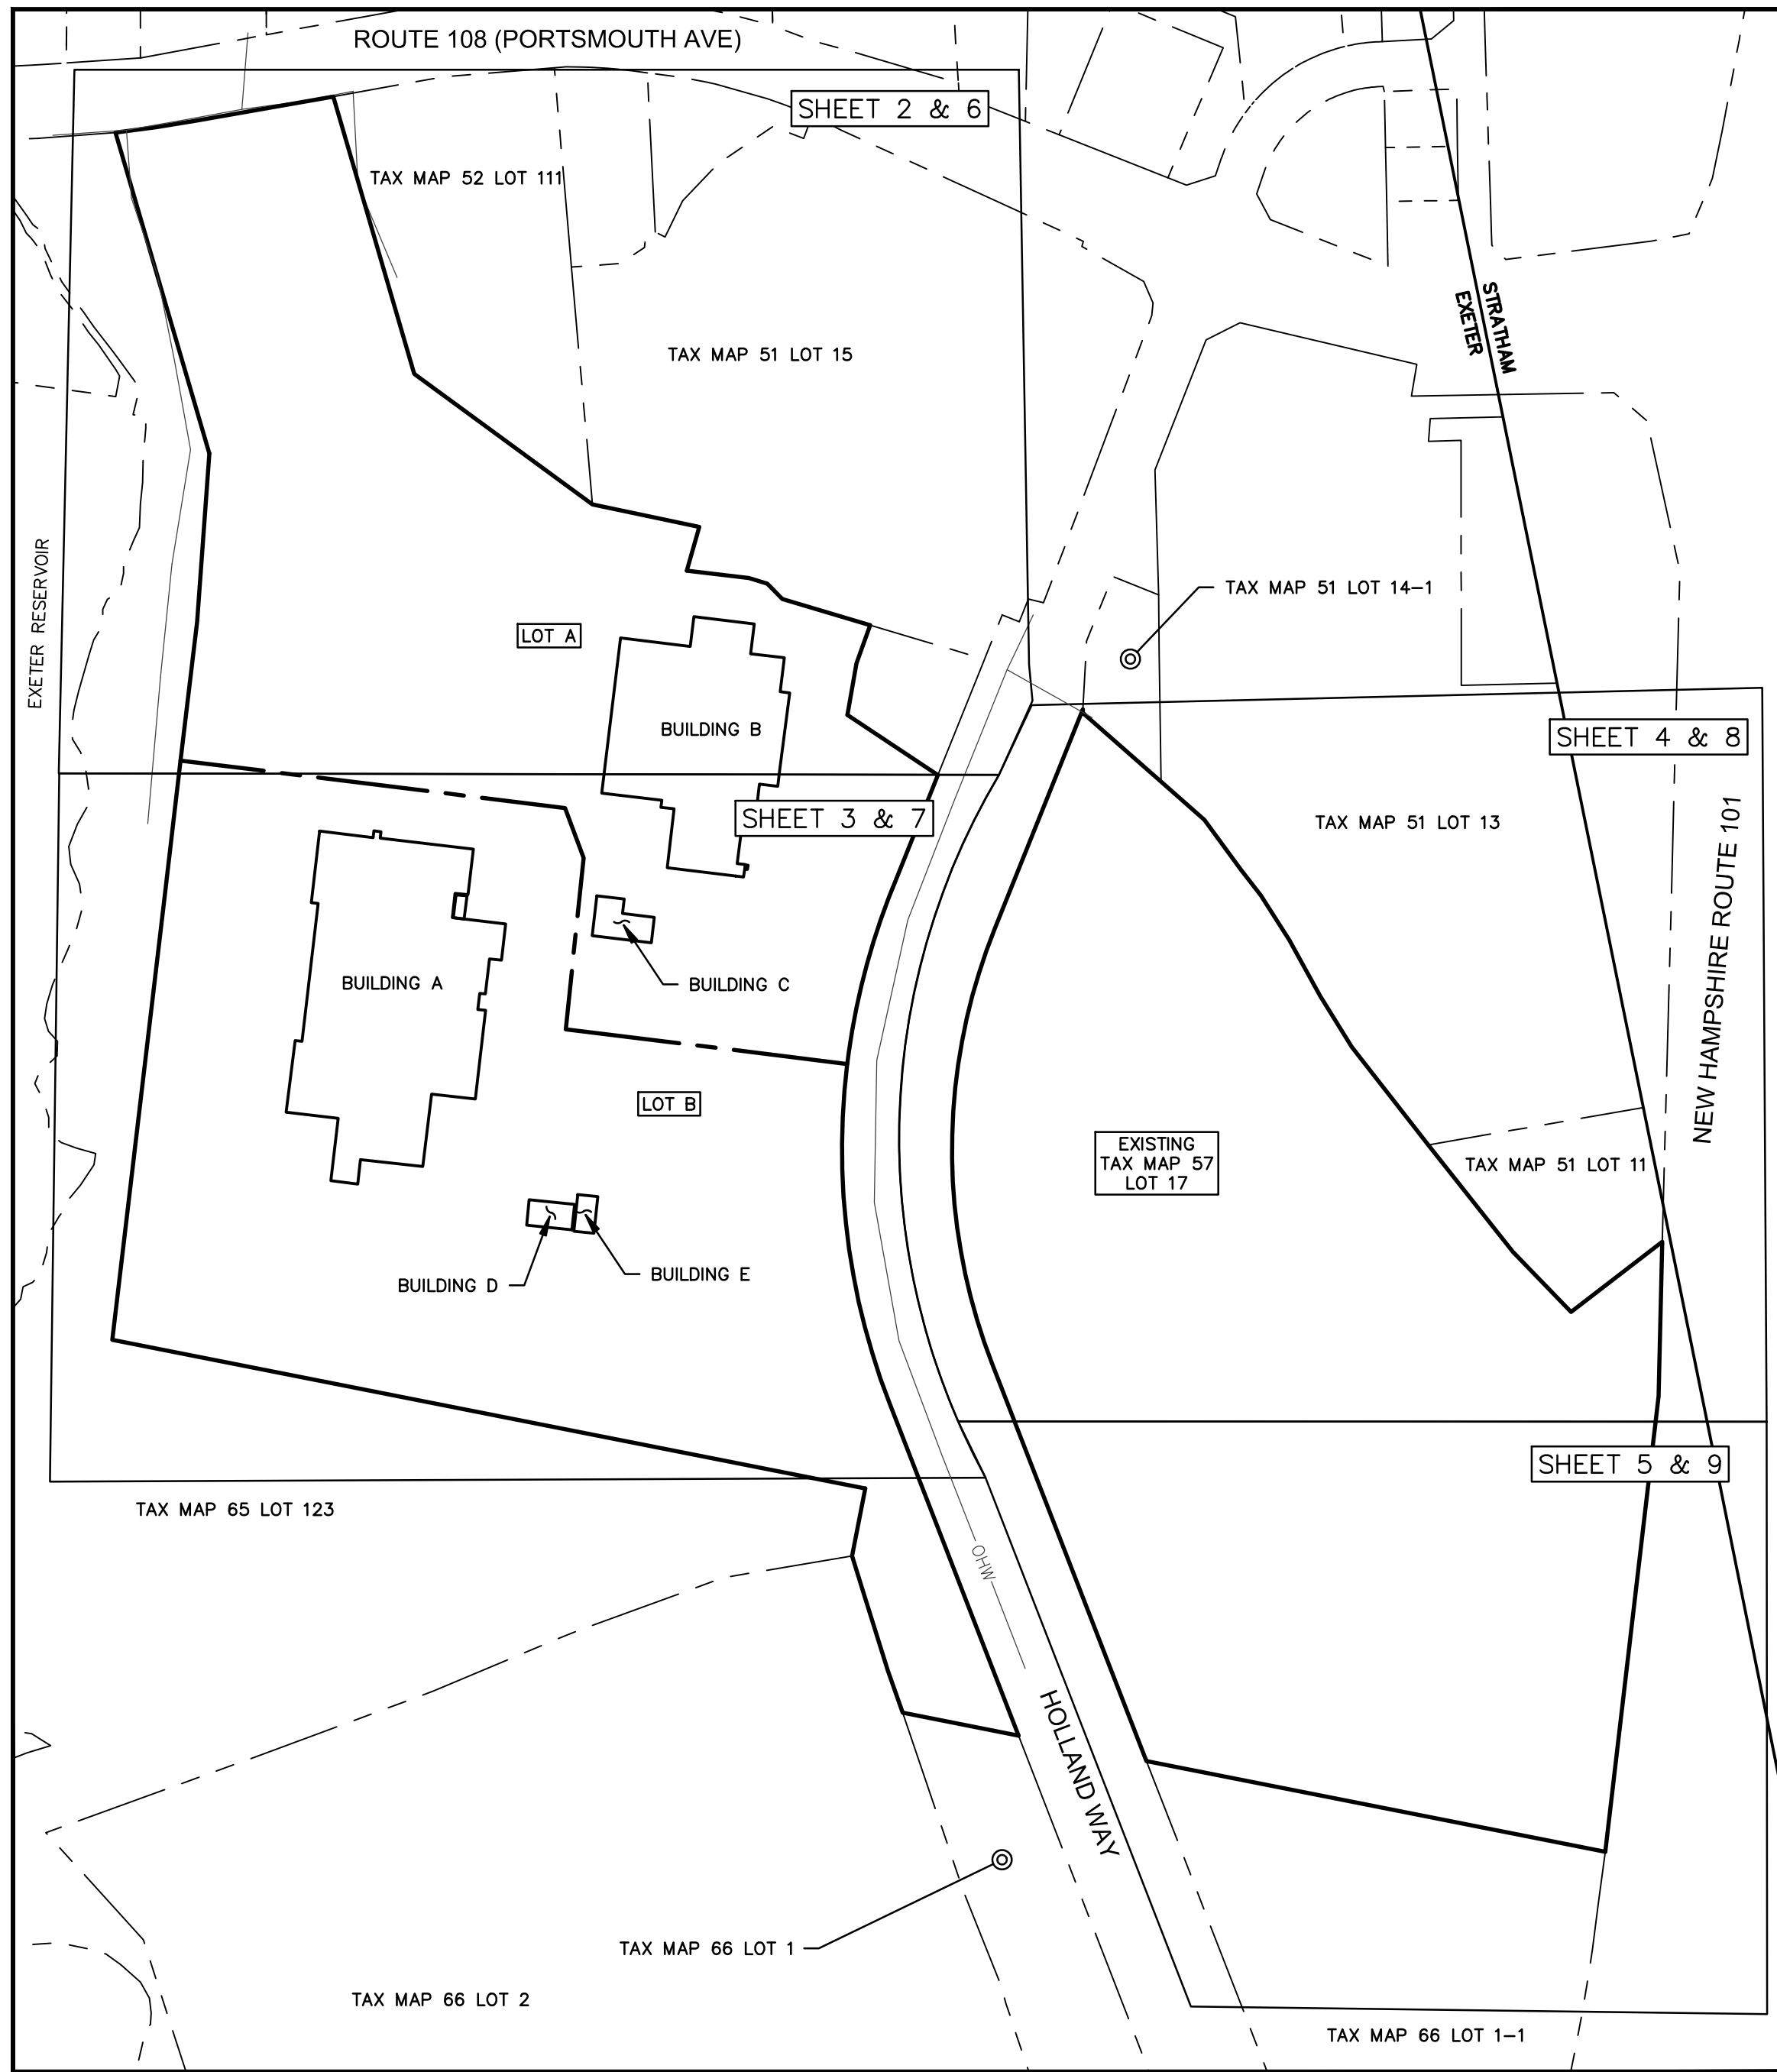 ROUTE 108 (PORTSMOUTH AVE)
SHEET 2 & 6
TAX MAP 52 LOT 111
STRATHAM
EXETER
TAX MAP 51 LOT 15
EXETER RESERVOIR
TAX MAP 51 LOT 14-1
LOT A
BUILDING B
SHEET 4 & 8
SHEET 3 & 7
TAX MAP 51 LOT 13
NEW HAMPSHIRE ROUTE 101
BUILDING A
BUILDING C
LOT B
EXISTING
TAX MAP 57
LOT 17
TAX MAP 51 LOT 11
BUILDING D
BUILDING E
SHEET 5 & 9
TAX MAP 65 LOT 123
OHW
HOLLAND WAY
TAX MAP 66 LOT 1
TAX MAP 66 LOT 2
TAX MAP 66 LOT 1-1